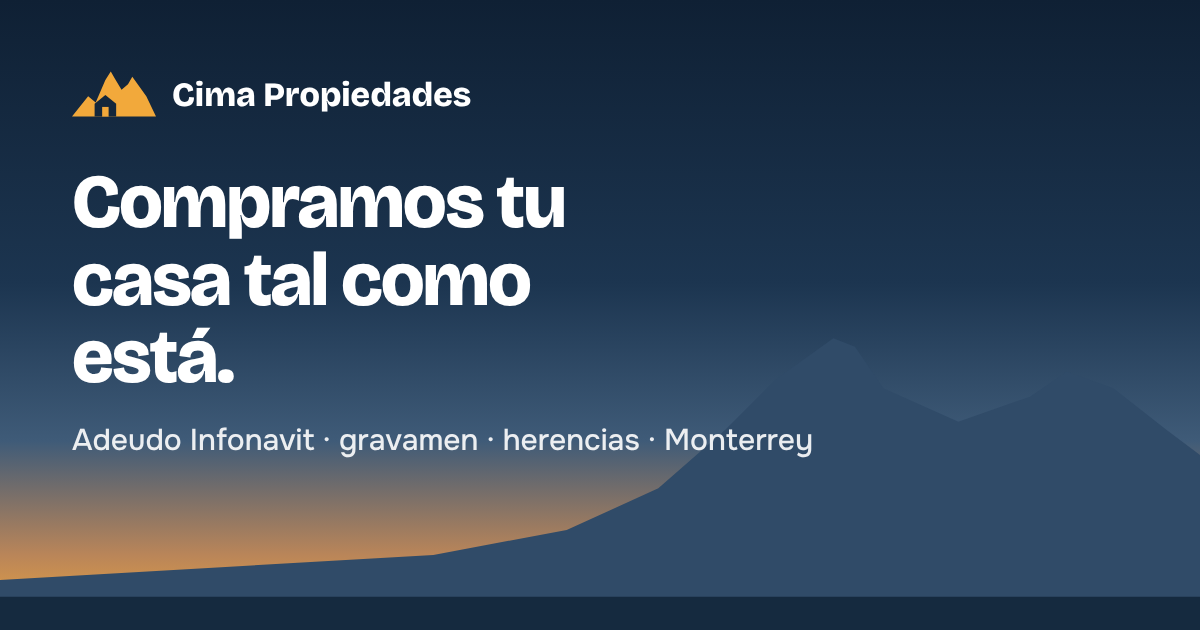 Cima Propiedades
Compramos tu
casa tal como
está.
Adeudo Infonavit · gravamen · herencias · Monterrey